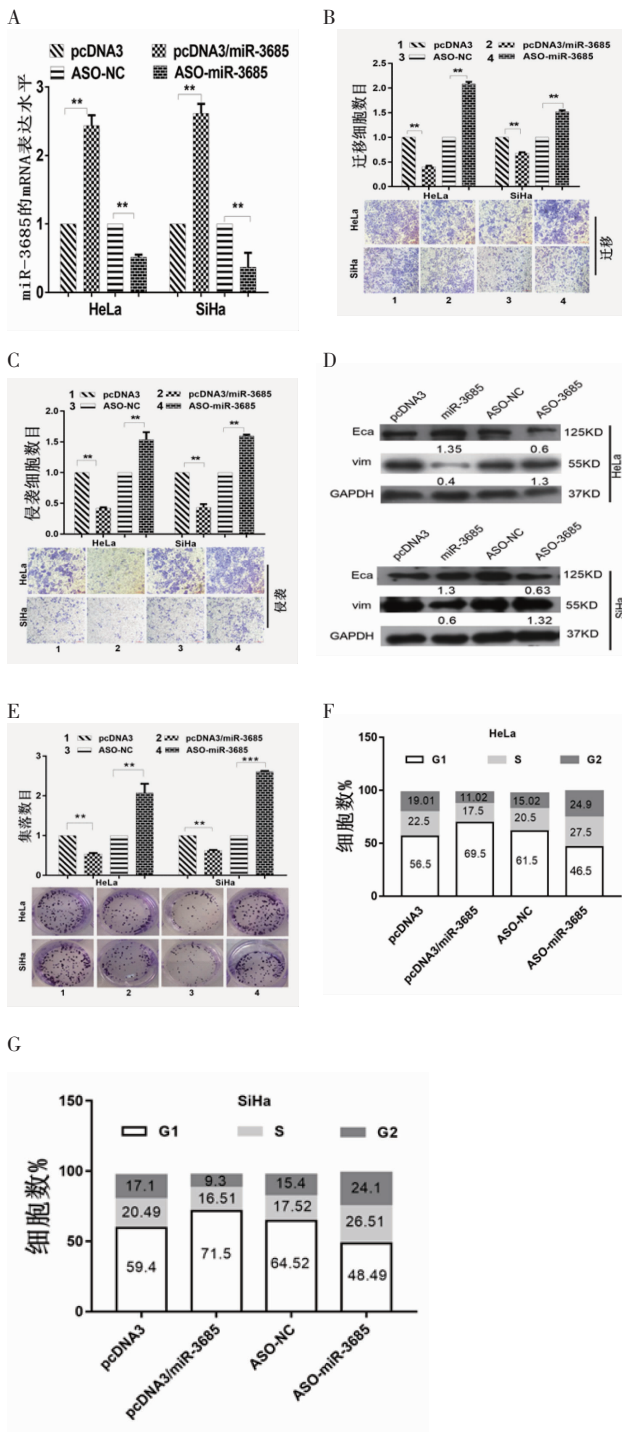 A
pcDNA3 pcDNA3/miR-3685
ASO-NC ASO-miR-3685
miR-3685的mRNA表达水平
3
2
1
0
** ** ** **
HeLa SiHa
B
1 pcDNA3 2 pcDNA3/miR-3685
3 ASO-NC 4 ASO-miR-3685
迁移细胞数目
2.5
2.0
1.5
1.0
0.5
0.0
** ** ** **
HeLa SiHa
HeLa
SiHa
迁移
1 2 3 4
C
1 pcDNA3 2 pcDNA3/miR-3685
3 ASO-NC 4 ASO-miR-3685
侵袭细胞数目
2.0
1.5
1.0
0.5
0.0
** ** ** **
HeLa SiHa
HeLa
SiHa
侵袭
1 2 3 4
D
pcDNA3 miR-3685 ASO-NC ASO-3685
Eca 125KD
1.35 0.6
vim 55KD
0.4 1.3
GAPDH 37KD
HeLa
pcDNA3 miR-3685 ASO-NC ASO-3685
Eca 125KD
1.3 0.63
vim 55KD
0.6 1.32
GAPDH 37KD
SiHa
E
1 pcDNA3 2 pcDNA3/miR-3685
3 ASO-NC 4 ASO-miR-3685
集落数目
3
2
1
0
** ** ** ***
HeLa SiHa
HeLa
SiHa
1 2 3 4
F
HeLa
G1 S G2
细胞数%
150
100
50
0
19.01 11.02 15.02 24.9
22.5 17.5 20.5 27.5
56.5 69.5 61.5 46.5
pcDNA3 pcDNA3/miR-3685 ASO-NC ASO-miR-3685
G
SiHa
G1 S G2
细胞数%
150
100
50
0
17.1 9.3 15.4 24.1
20.49 16.51 17.52 26.51
59.4 71.5 64.52 48.49
pcDNA3 pcDNA3/miR-3685 ASO-NC ASO-miR-3685